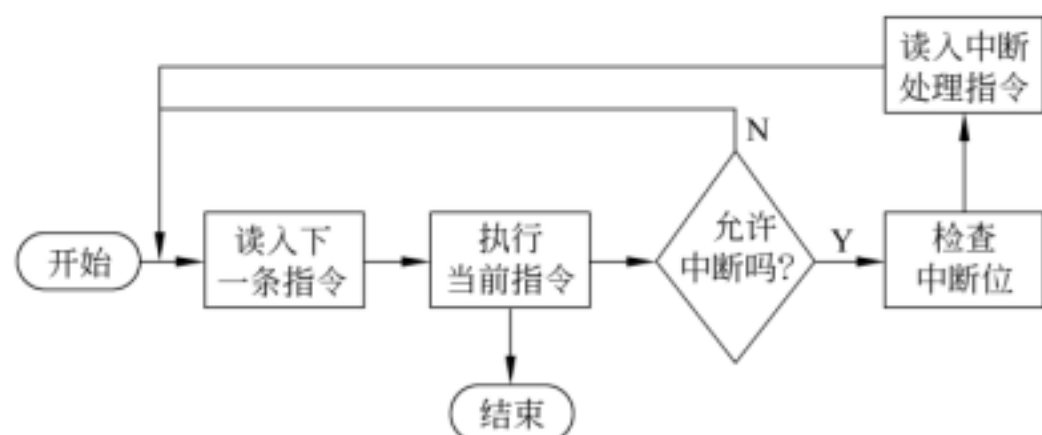 读入中断
处理指令
N
开始
读入下
一条指令
执行
当前指令
允许
中断吗?
Y
检查
中断位
结束